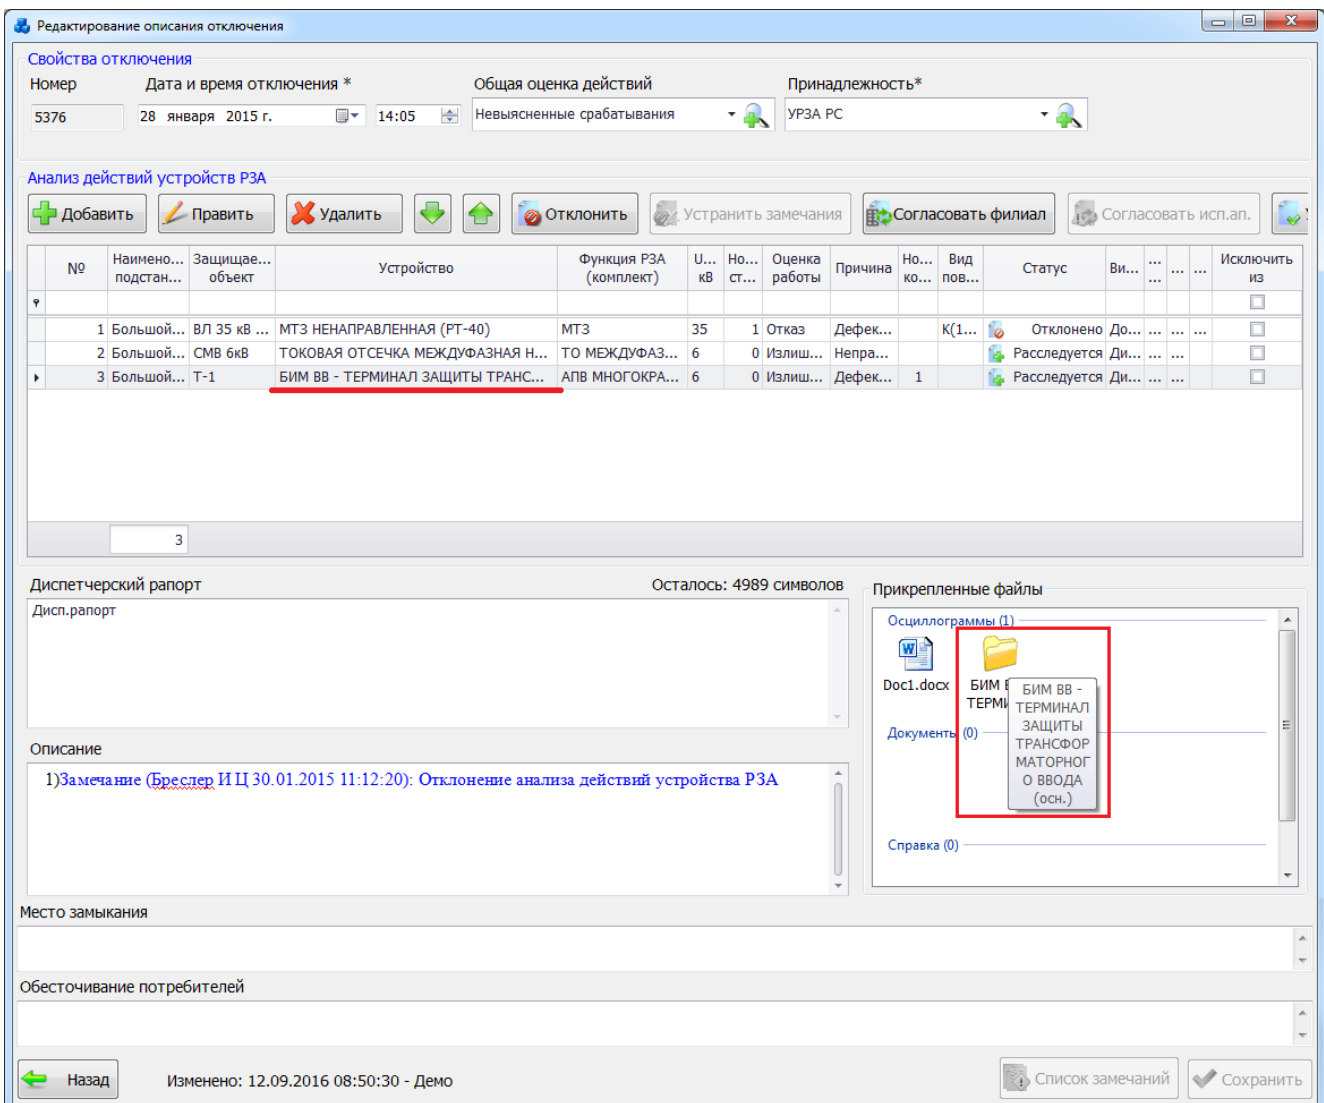 Редактирование описания отключения
Свойства отключения
Номер Дата и время отключения * Общая оценка действий Принадлежность*
5376 28 января 2015 г. 14:05 Невыясненные срабатывания УРЗА РС
Анализ действий устройств РЗА
Добавить Править Удалить Отклонить Устранить замечания Согласовать филиал Согласовать исп.ап.
№ Наимено... подстан... Защищае... объект Устройство Функция РЗА (комплект) U... кВ Но... ст... Оценка работы Причина Но... ко... Вид пов... Статус Ви... ... ... ... ... Исключить из
1 Большой... ВЛ 35 кВ ... МТЗ НЕНАПРАВЛЕННАЯ (РТ-40) МТЗ 35 1 Отказ Дефек... К(1... Отклонено До... ... ... ...
2 Большой... СМВ 6кВ ТОКОВАЯ ОТСЕЧКА МЕЖДУФАЗНАЯ Н... ТО МЕЖДУФАЗ... 6 0 Излиш... Непра... Расследуется Ди... ... ...
3 Большой... Т-1 БИМ ВВ - ТЕРМИНАЛ ЗАЩИТЫ ТРАНС... АПВ МНОГОКРА... 6 0 Излиш... Дефек... 1 Расследуется Ди... ... ...
3
Диспетчерский рапорт Осталось: 4989 символов
Дисп.рапорт
Прикрепленные файлы
Осциллограммы (1)
Doc1.docx БИМ
ТЕРМИ
БИМ ВВ -
ТЕРМИНАЛ
ЗАЩИТЫ
ТРАНСФОР
МАТОРНОГ
О ВВОДА
(осн.)
Документы (0)
Справка (0)
Описание
1)Замечание (Бреслер И Ц 30.01.2015 11:12:20): Отклонение анализа действий устройства РЗА
Место замыкания
Обесточивание потребителей
Назад Изменено: 12.09.2016 08:50:30 - Демо Список замечаний Сохранить